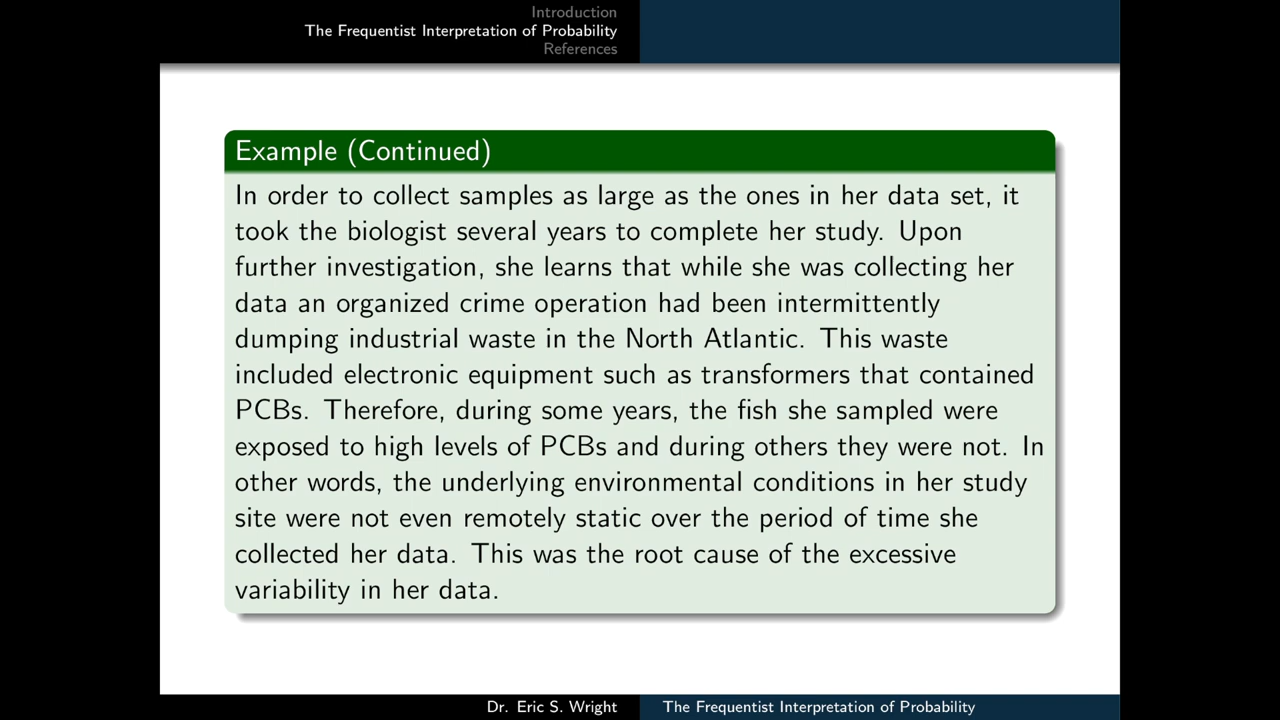 Introduction
The Frequentist Interpretation of Probability
References
Example (Continued)
In order to collect samples as large as the ones in her data set, it
took the biologist several years to complete her study. Upon
further investigation, she learns that while she was collecting her
data an organized crime operation had been intermittently
dumping industrial waste in the North Atlantic. This waste
included electronic equipment such as transformers that contained
PCBs. Therefore, during some years, the fish she sampled were
exposed to high levels of PCBs and during others they were not. In
other words, the underlying environmental conditions in her study
site were not even remotely static over the period of time she
collected her data. This was the root cause of the excessive
variability in her data.
Dr. Eric S. Wright
The Frequentist Interpretation of Probability